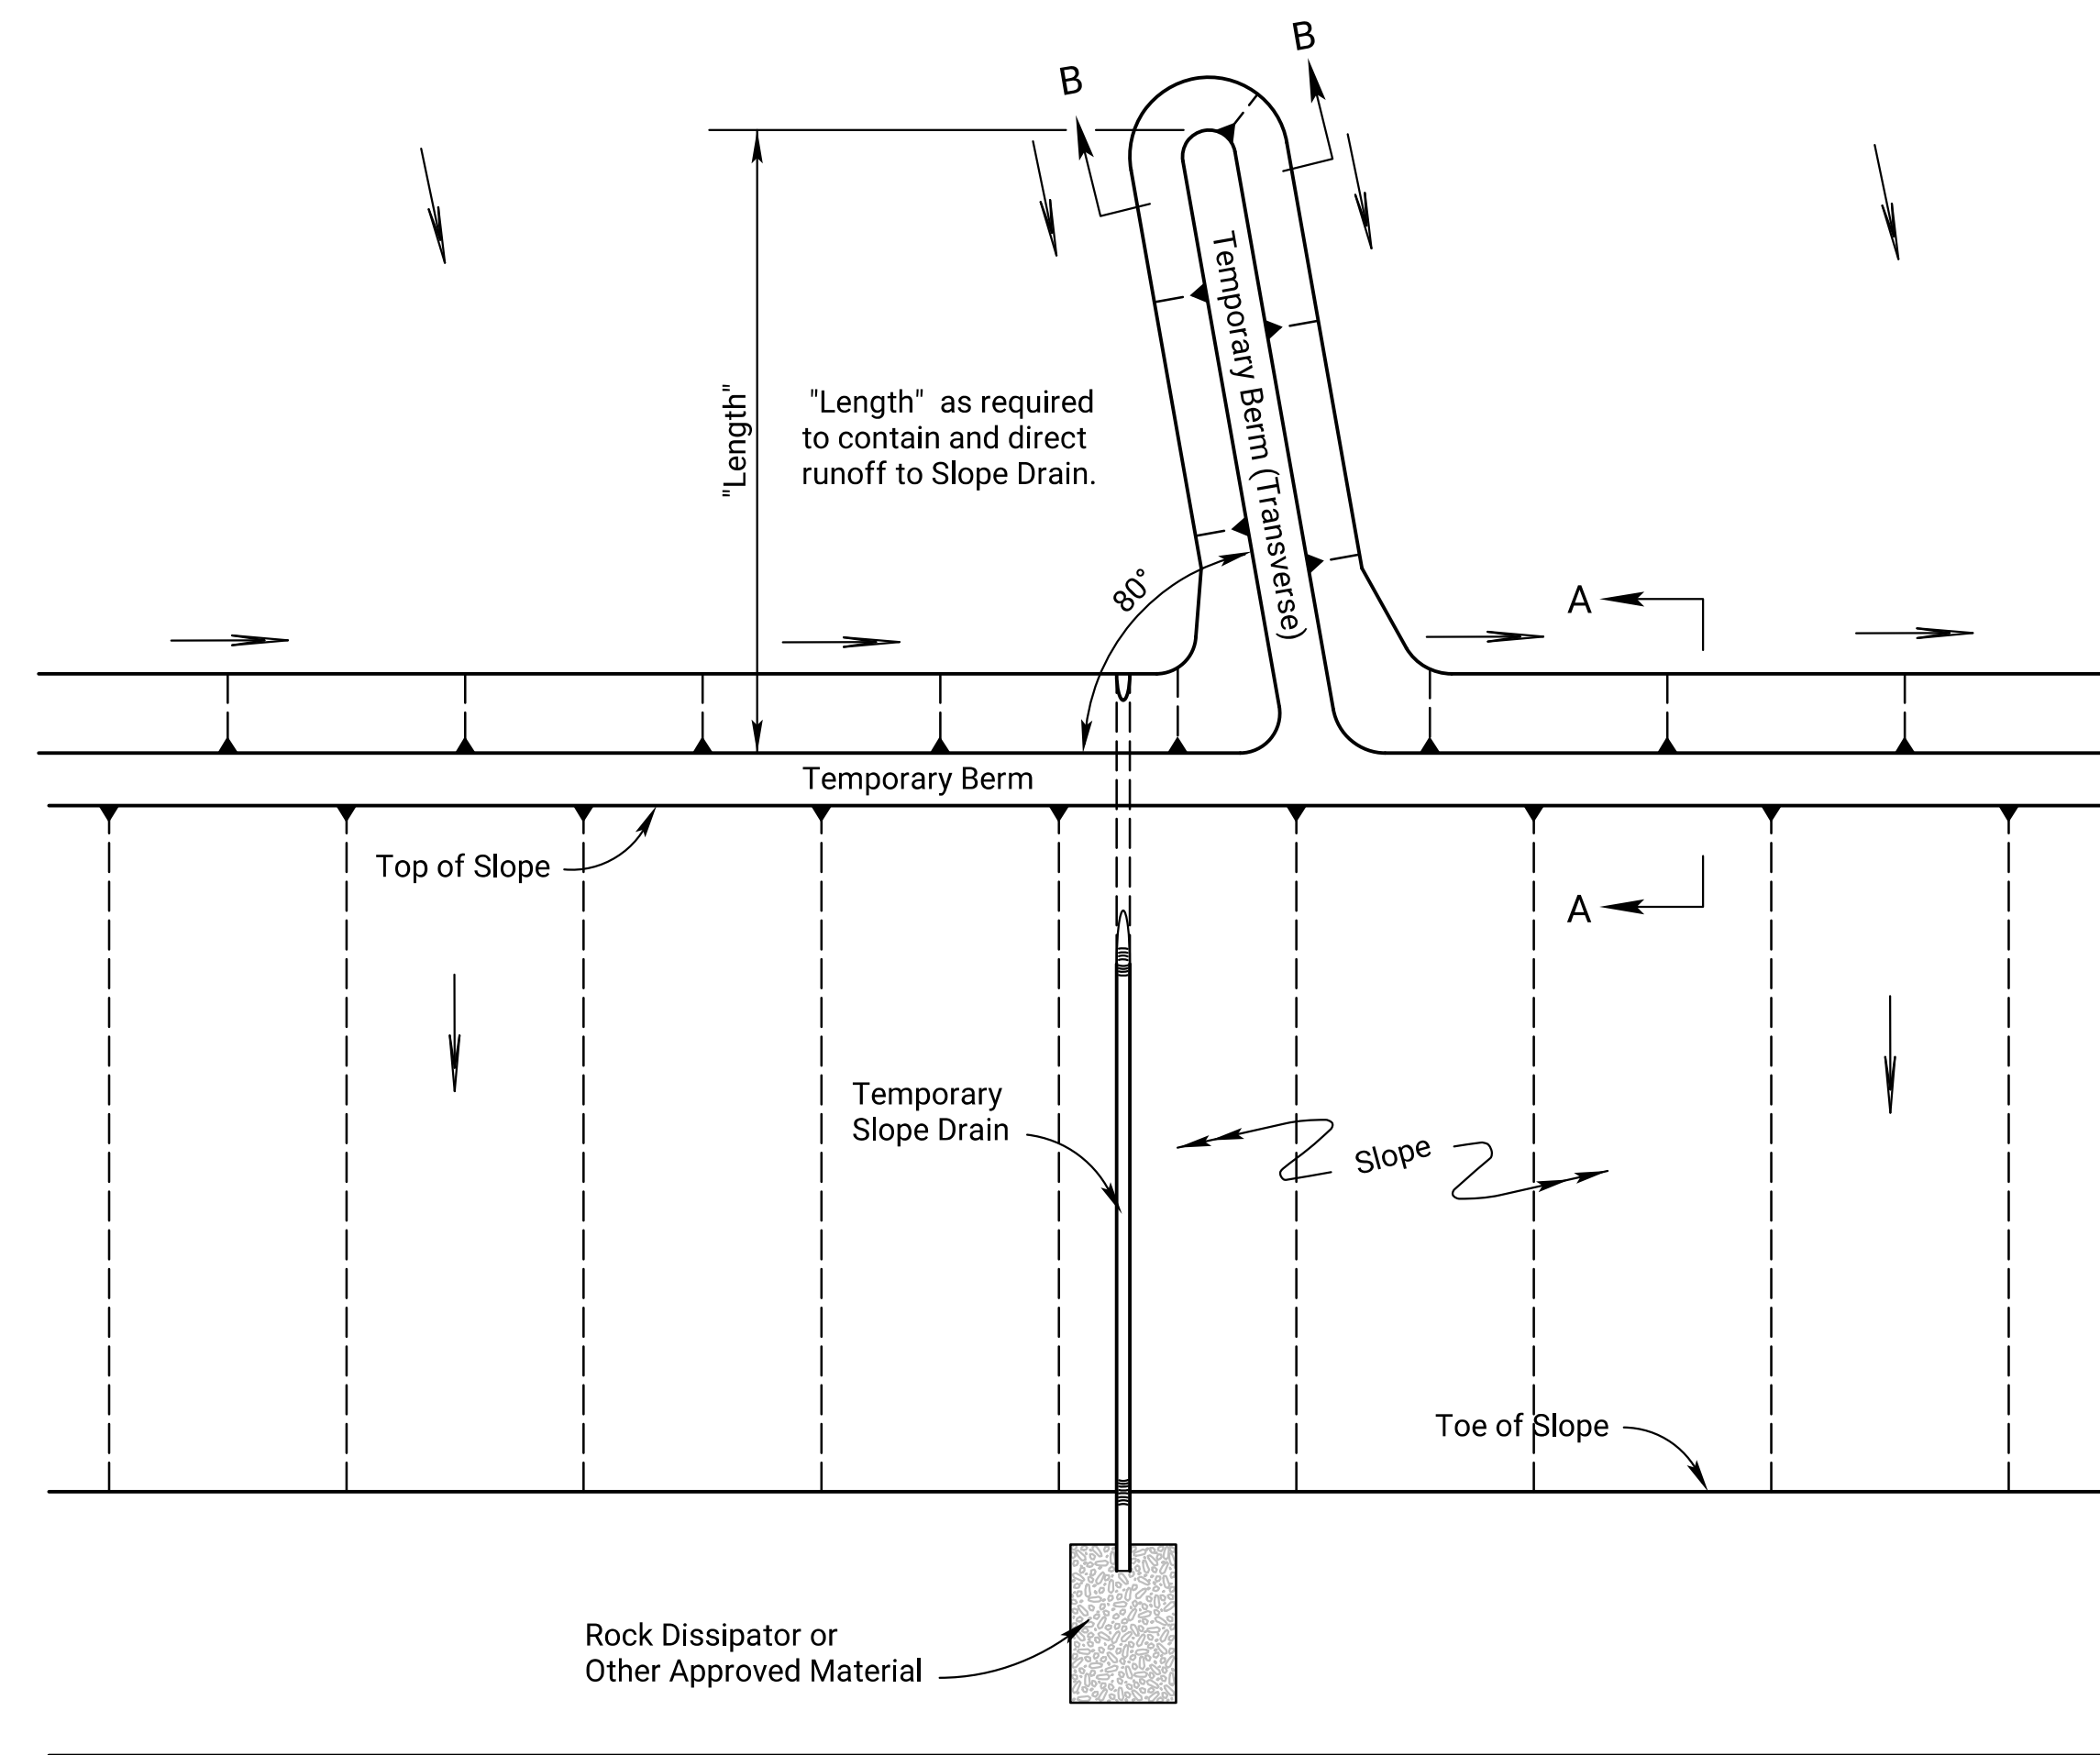 B
B
Temporary Berm (Transverse)
"Length"
"Length" as required
to contain and direct
runoff to Slope Drain.
80°
A
Temporary Berm
Top of Slope
A
Temporary
Slope Drain
Slope
Toe of Slope
Rock Dissipator or
Other Approved Material